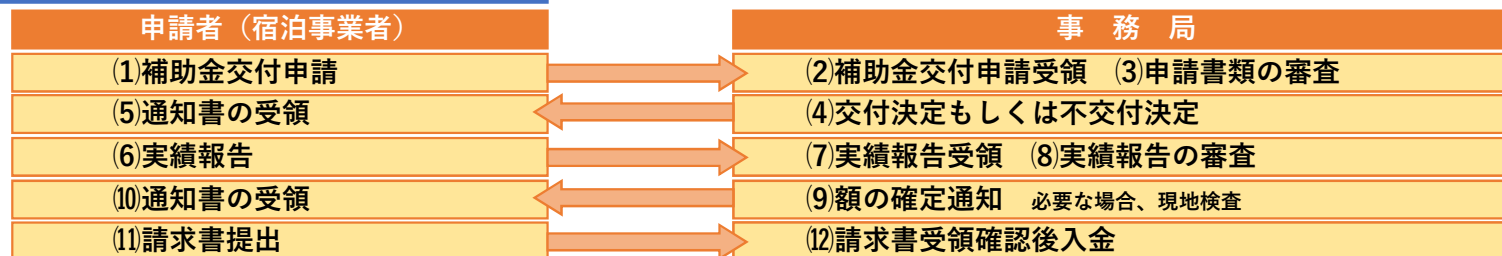 申請者（宿泊事業者） 事　務　局
⑴補助金交付申請 ⑵補助金交付申請受領　⑶申請書類の審査
⑸通知書の受領 ⑷交付決定もしくは不交付決定
⑹実績報告 ⑺実績報告受領　⑻実績報告の審査
⑽通知書の受領 ⑼額の確定通知　必要な場合、現地検査
⑾請求書提出 ⑿請求書受領確認後入金